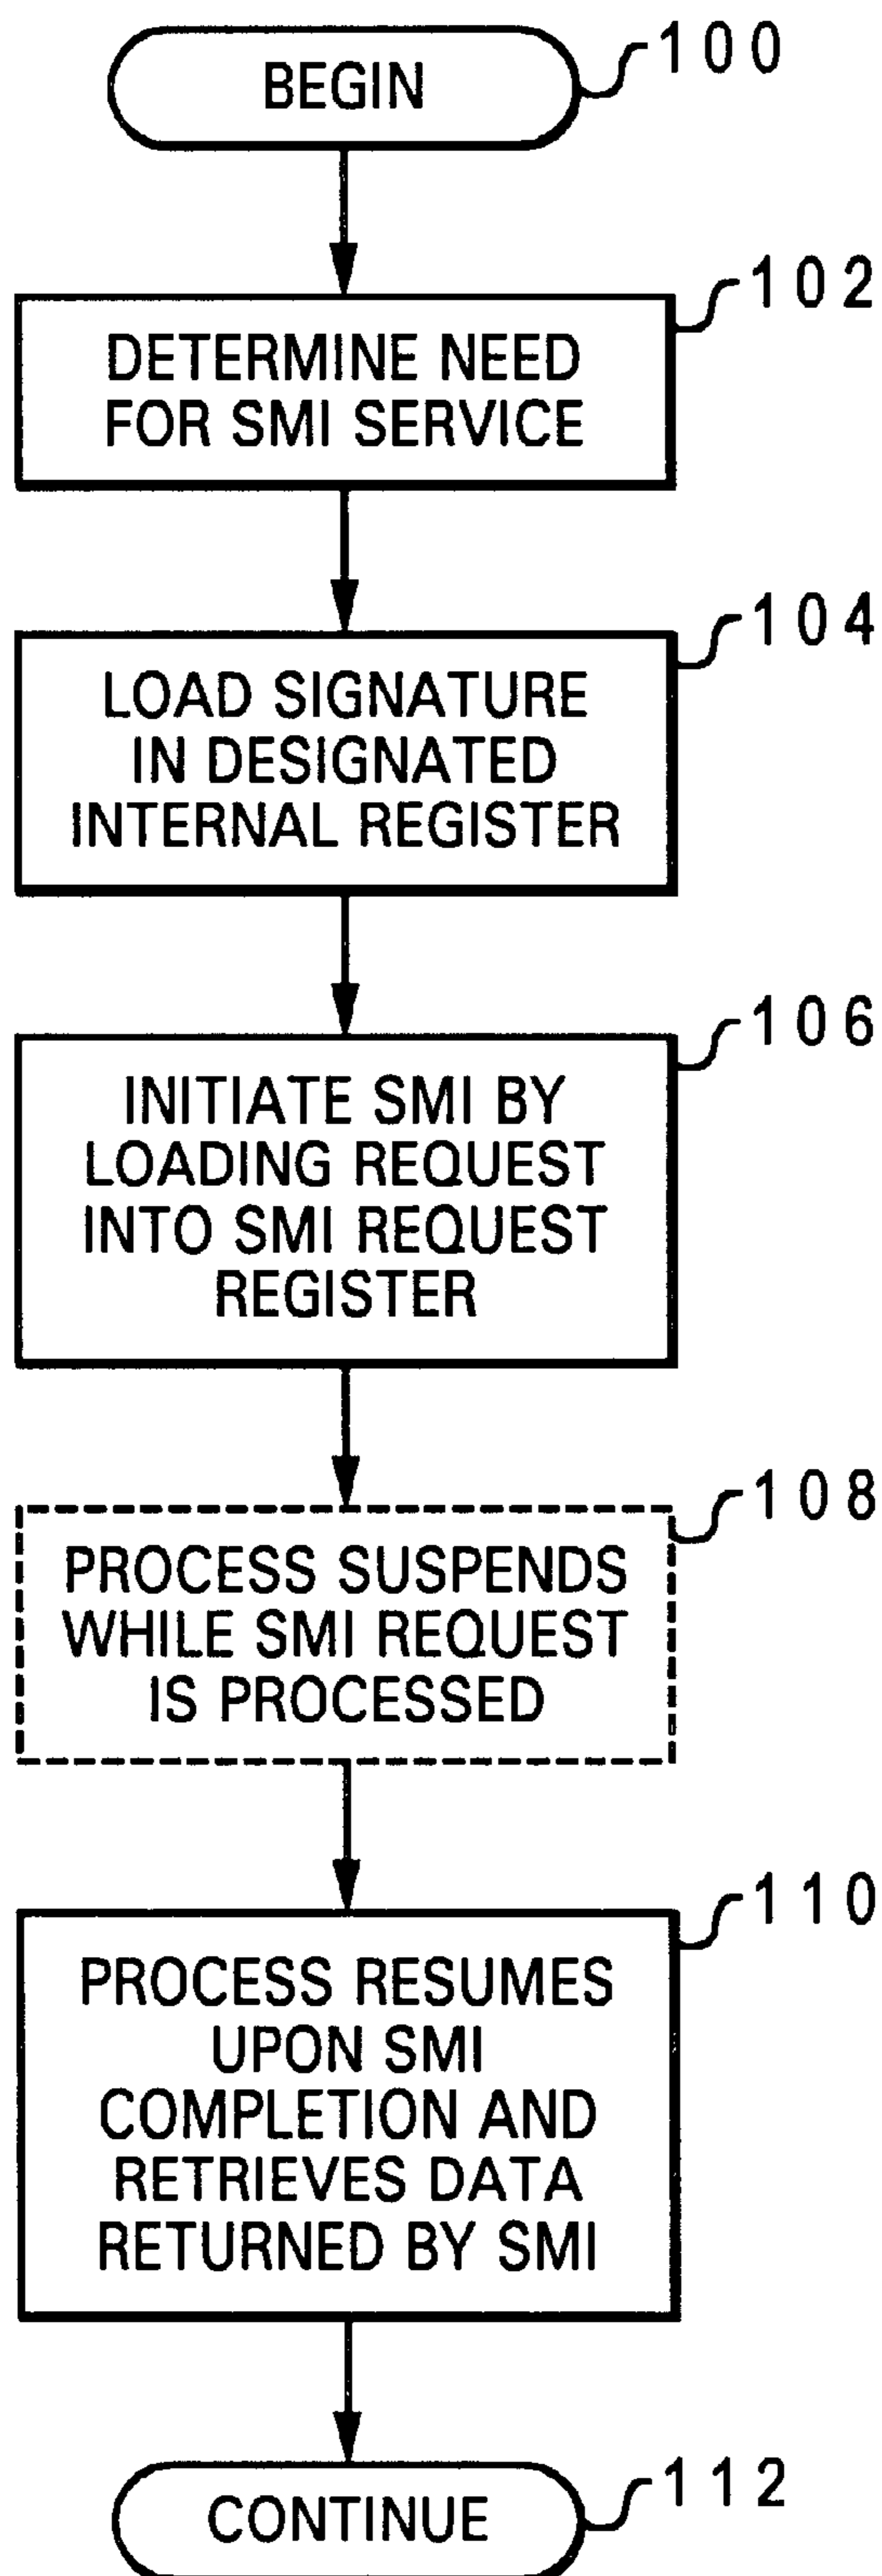 BEGIN
100
102
DETERMINE NEED
FOR SMI SERVICE
104
LOAD SIGNATURE
IN DESIGNATED
INTERNAL REGISTER
106
INITIATE SMI BY
LOADING REQUEST
INTO SMI REQUEST
REGISTER
108
PROCESS SUSPENDS
WHILE SMI REQUEST
IS PROCESSED
110
PROCESS RESUMES
UPON SMI
COMPLETION AND
RETRIEVES DATA
RETURNED BY SMI
112
CONTINUE